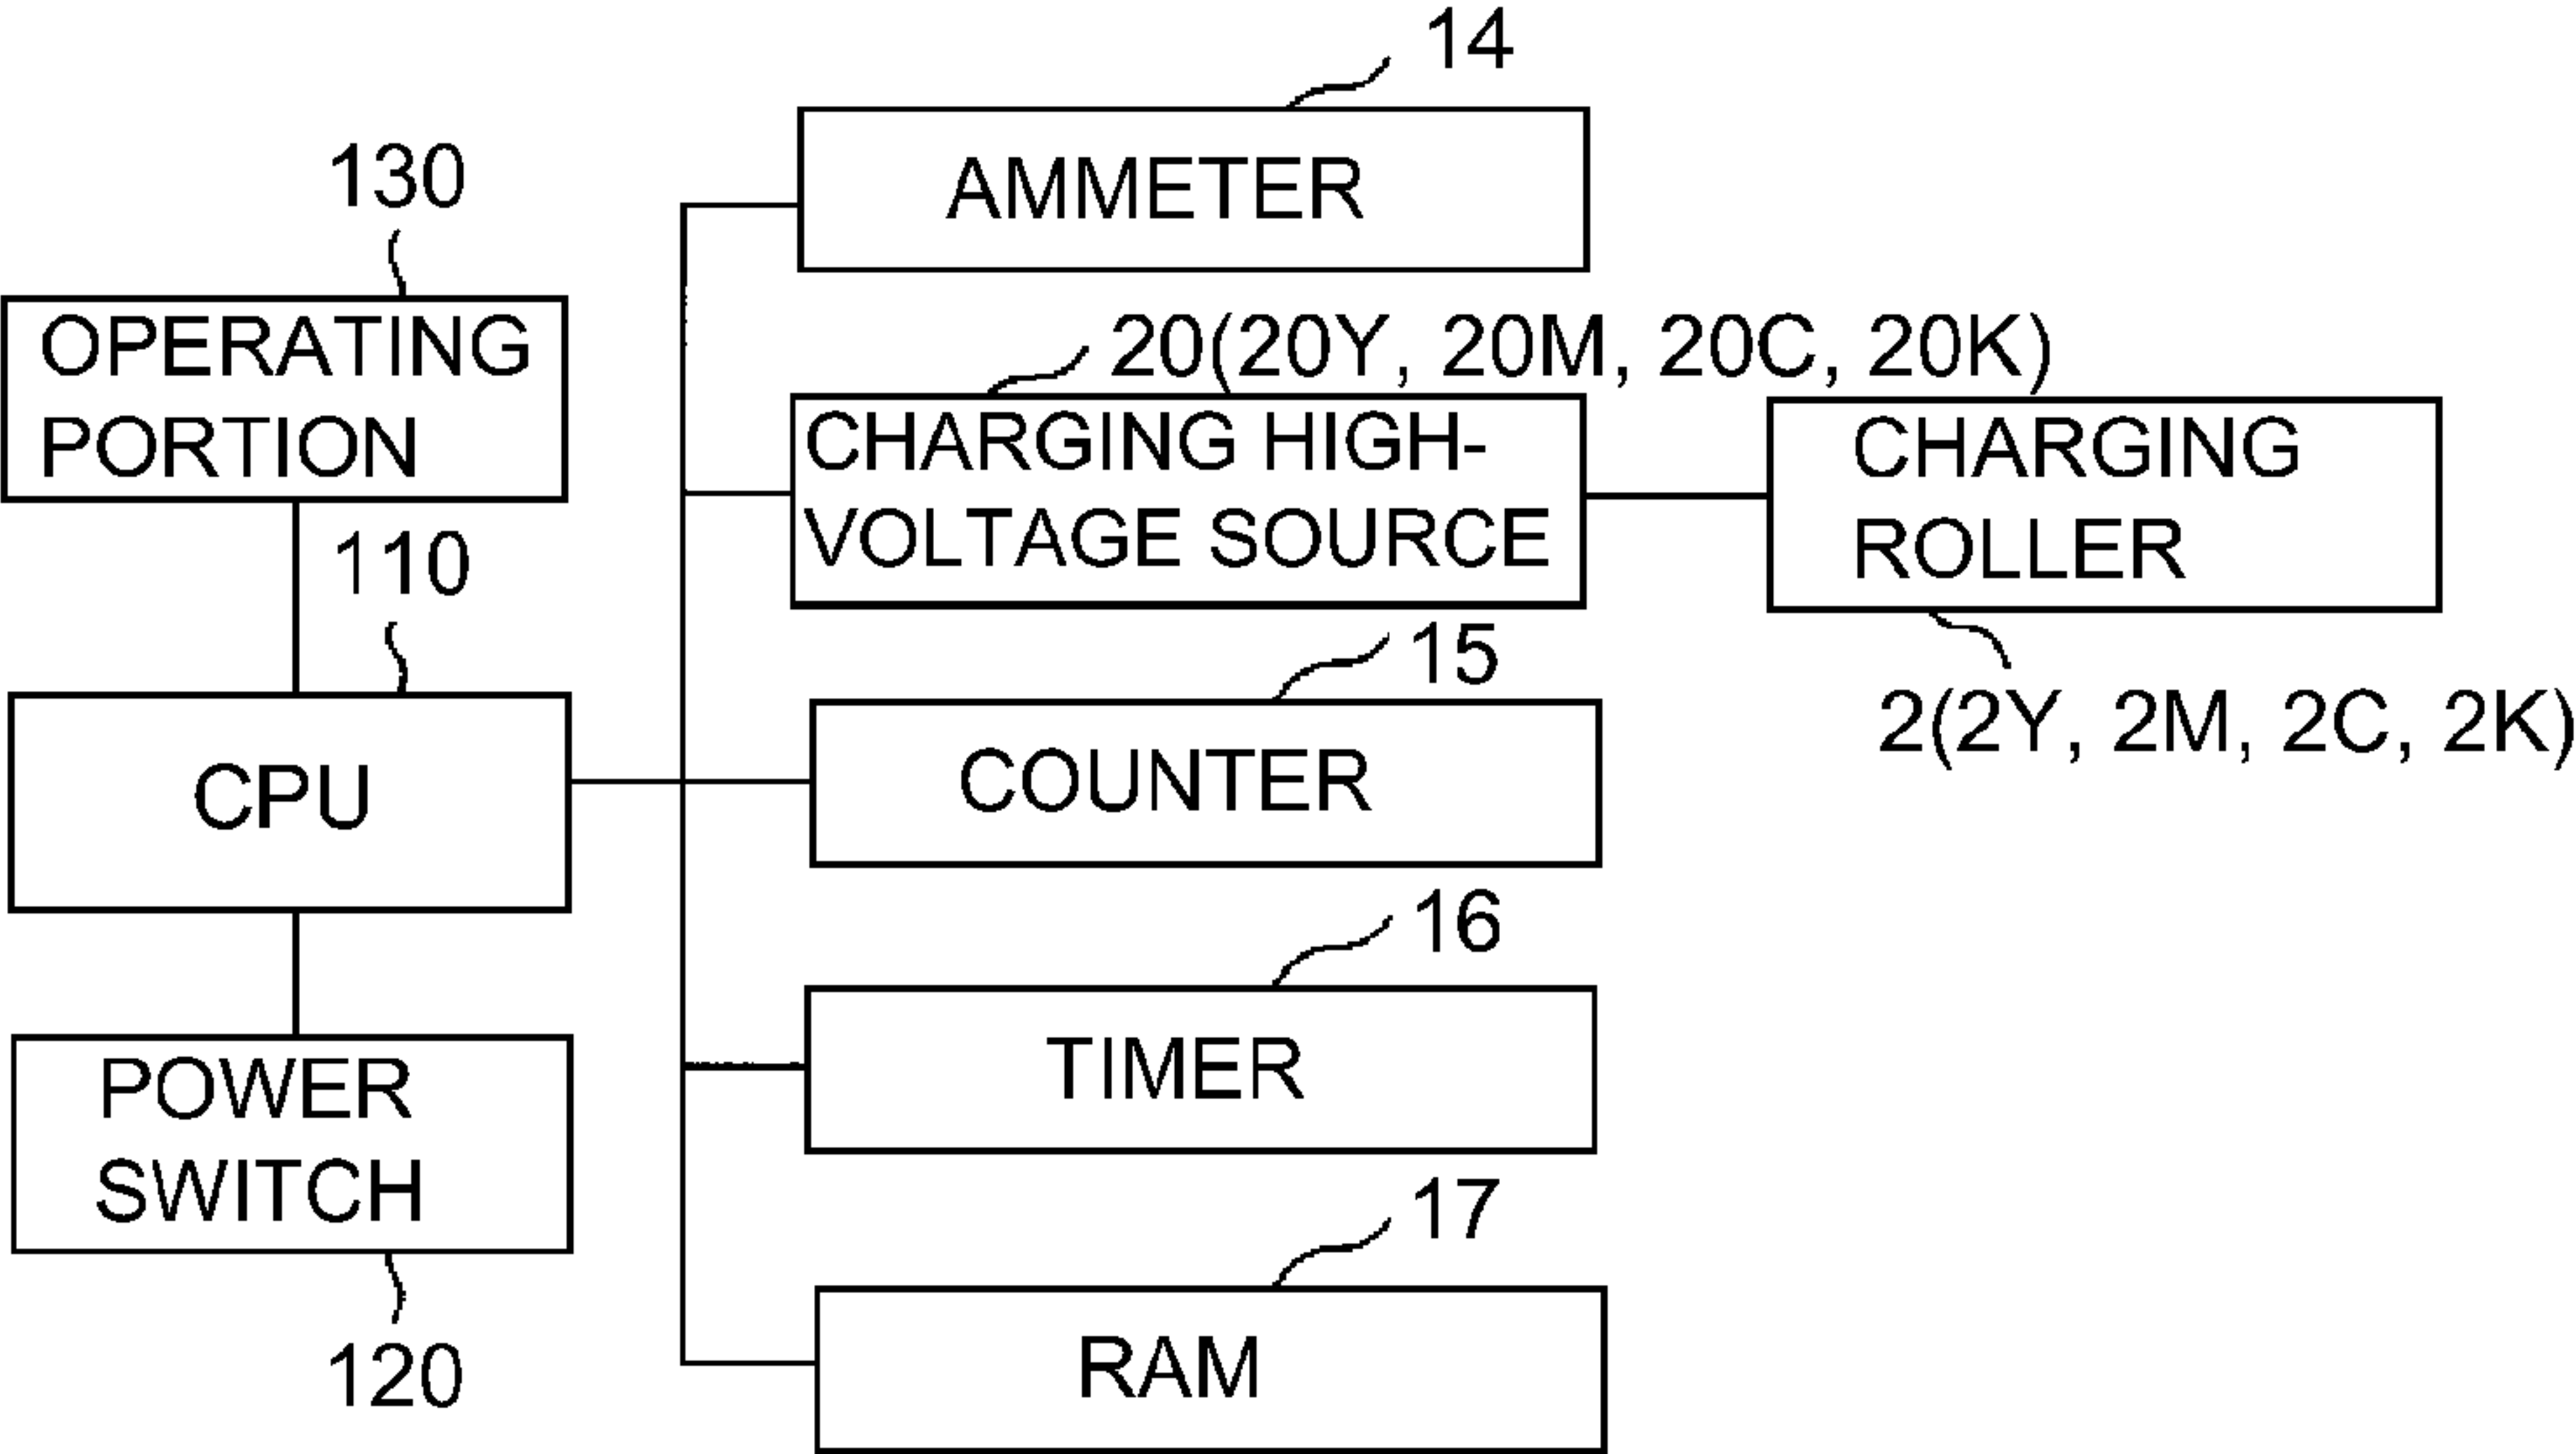 14
AMMETER
130
OPERATING
PORTION
20(20Y, 20M, 20C, 20K)
CHARGING HIGH-
VOLTAGE SOURCE
CHARGING
ROLLER
2(2Y, 2M, 2C, 2K)
110
CPU
15
COUNTER
16
TIMER
POWER
SWITCH
120
17
RAM